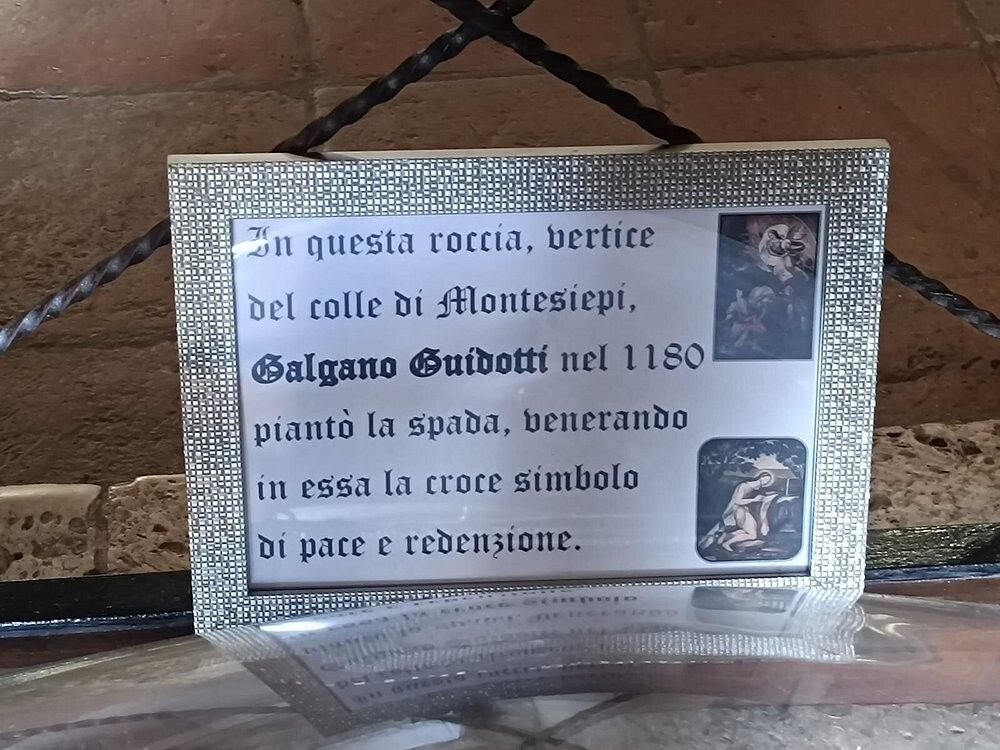 In questa roccia, vertice
del colle di Montesiepi,
Galgano Guidotti nel 1180
piantò la spada, venerando
in essa la croce simbolo
di pace e redenzione.